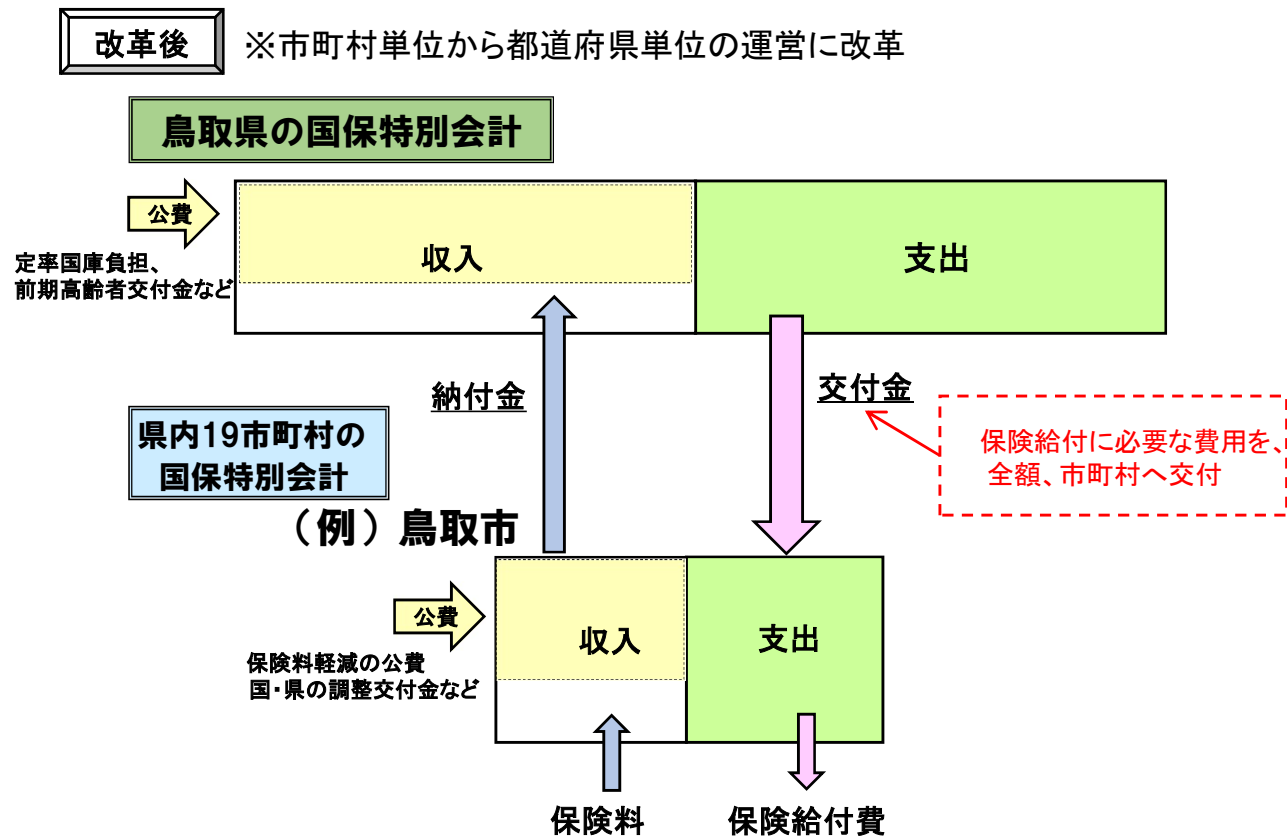 改革後 ※市町村単位から都道府県単位の運営に改革
鳥取県の国保特別会計
公費
定率国庫負担、
前期高齢者交付金など
収入
支出
納付金
交付金
保険給付に必要な費用を、
全額、市町村へ交付
県内19市町村の
国保特別会計
（例）鳥取市
公費
保険料軽減の公費
国・県の調整交付金など
収入
支出
保険料
保険給付費